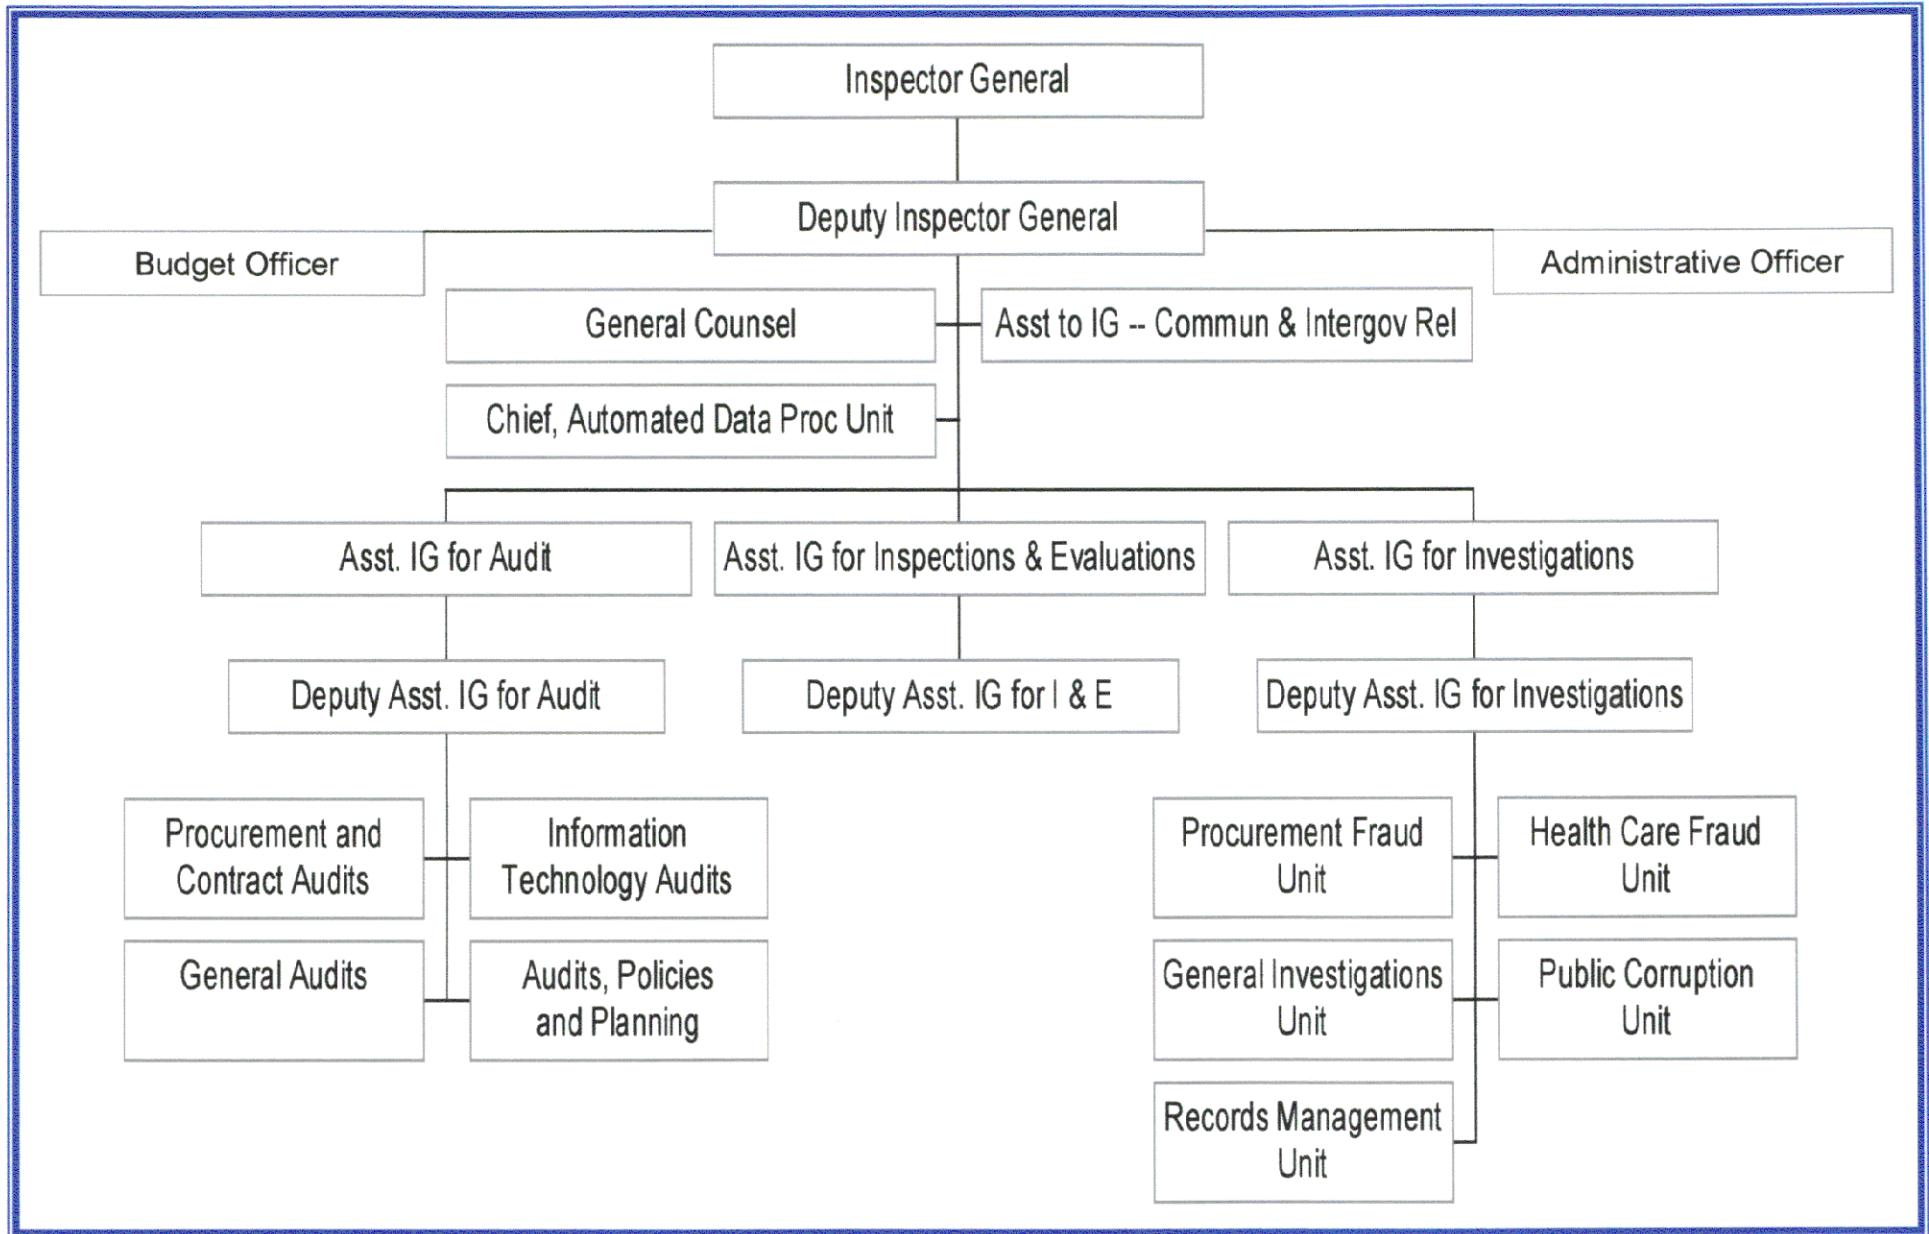 Inspector General
Deputy Inspector General
Budget Officer
Administrative Officer
General Counsel
Asst to IG -- Commun & Intergov Rel
Chief, Automated Data Proc Unit
Asst. IG for Audit
Asst. IG for Inspections & Evaluations
Asst. IG for Investigations
Deputy Asst. IG for Audit
Deputy Asst. IG for I & E
Deputy Asst. IG for Investigations
Procurement and
Contract Audits
Information
Technology Audits
Procurement Fraud
Unit
Health Care Fraud
Unit
General Audits
Audits, Policies
and Planning
General Investigations
Unit
Public Corruption
Unit
Records Management
Unit